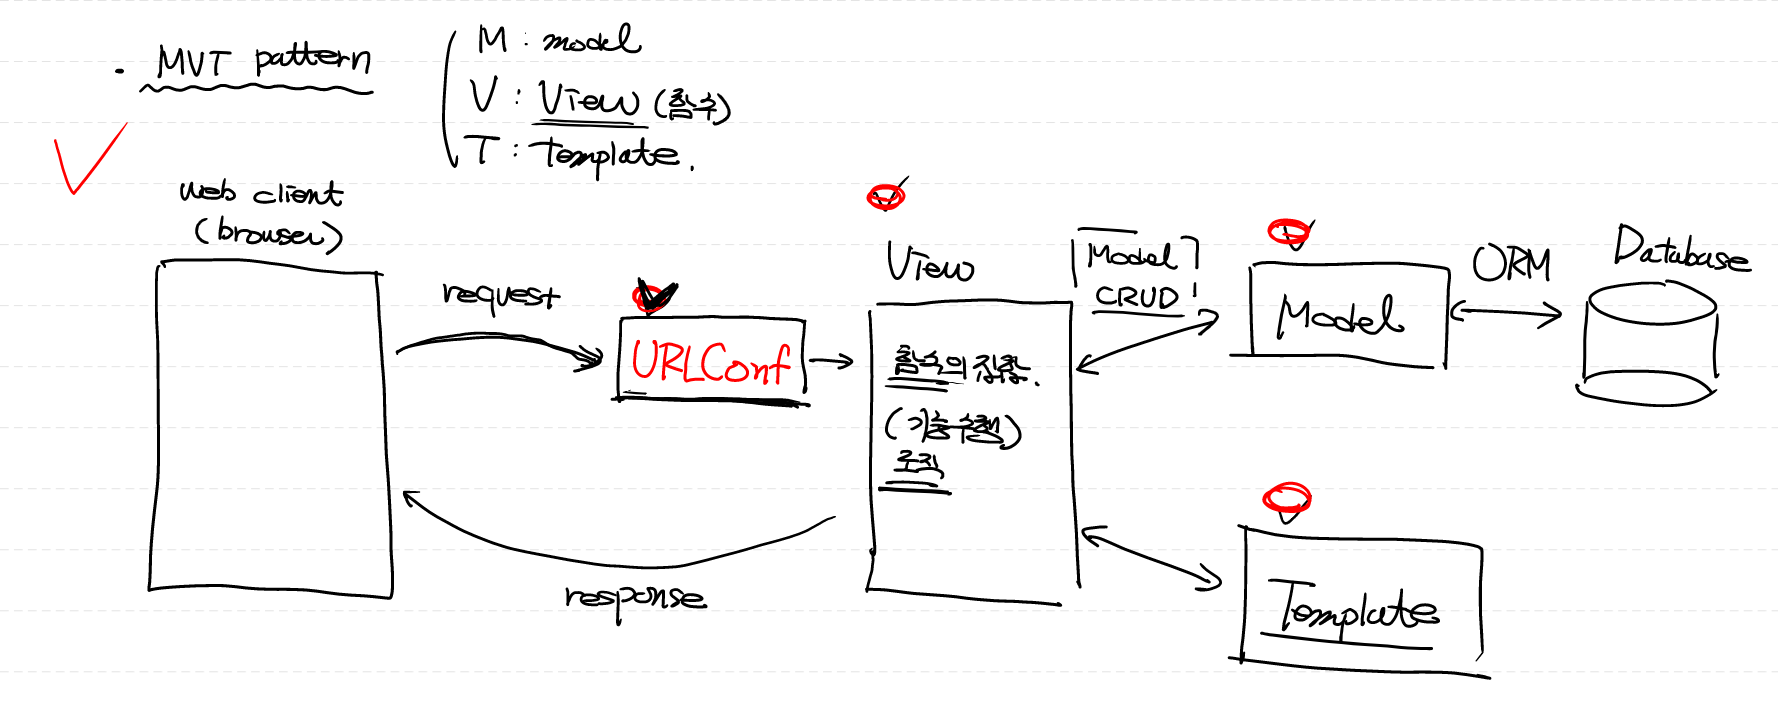 · MVT pattern
M : model
V : View (함수)
T : Template.
web client
(browser)
request
URLConf
View
함수의 집합.
(기능수행)
로직
Model
CRUD
Model
ORM
Database
response
Template